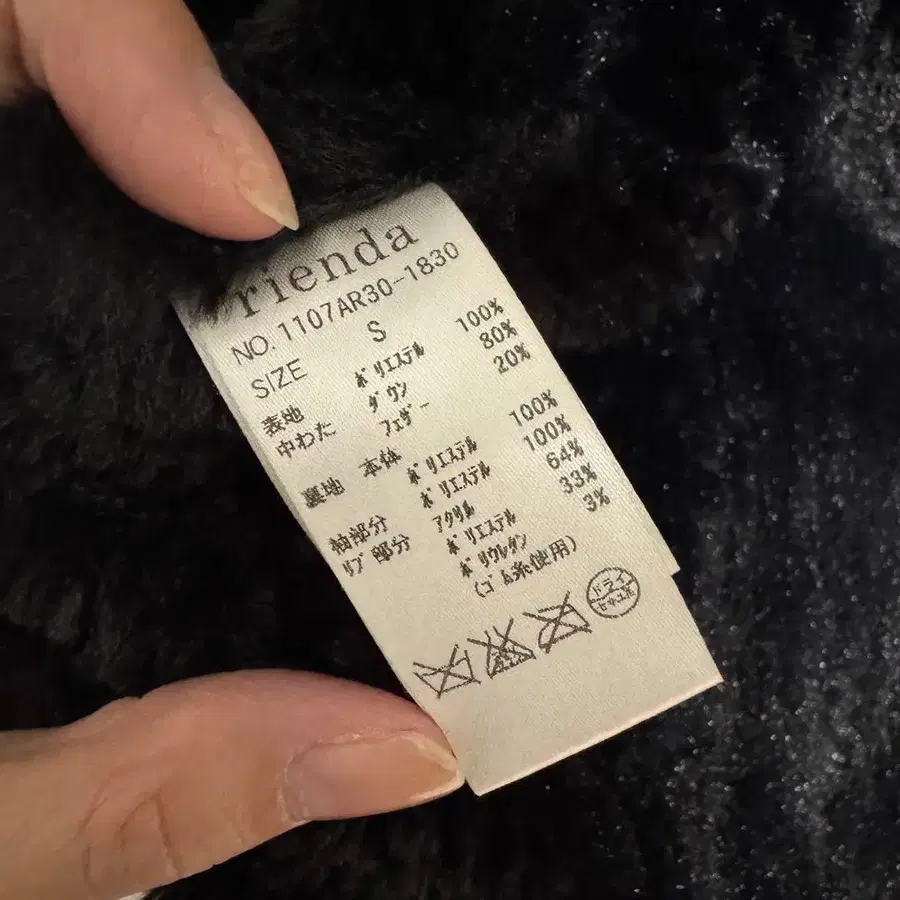 rienda
NO. 1107AR30-1830
SIZE S
表地 ポリエステル 100%
中わた ダウン 80%
フェザー 20%
裏地 本体 ポリエステル 100%
袖部分 ポリエステル 100%
リブ部分 アクリル 64%
ポリエステル 33%
ポリウレタン 3%
(ゴム糸使用)
ドライ
セキユ系